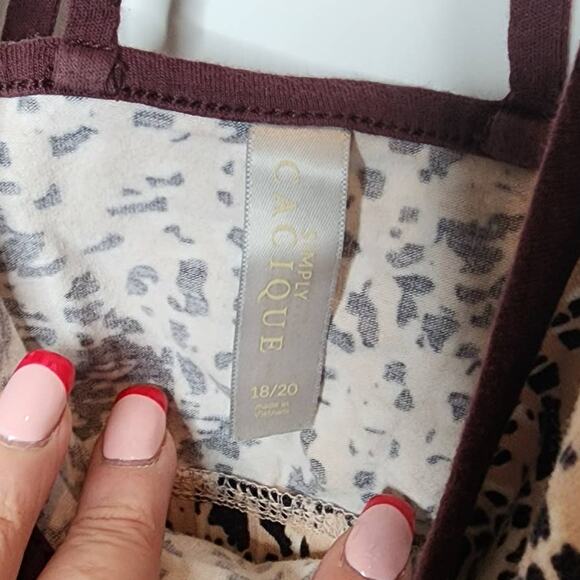 SIMPLY
CACIQUE
18/20
made in
Vietnam